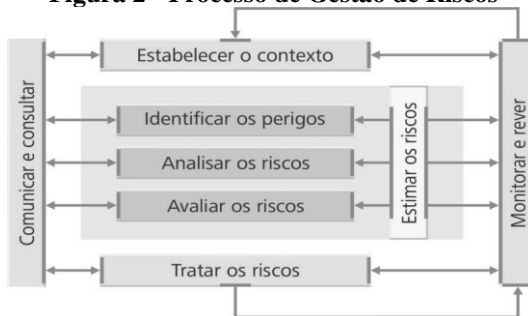 Figura 2 - Processo de Gestão de Riscos
Estabelecer o contexto
Comunicar e consultar
Identificar os perigos
Analisar os riscos
Avaliar os riscos
Estimar os riscos
Monitorar e rever
Tratar os riscos